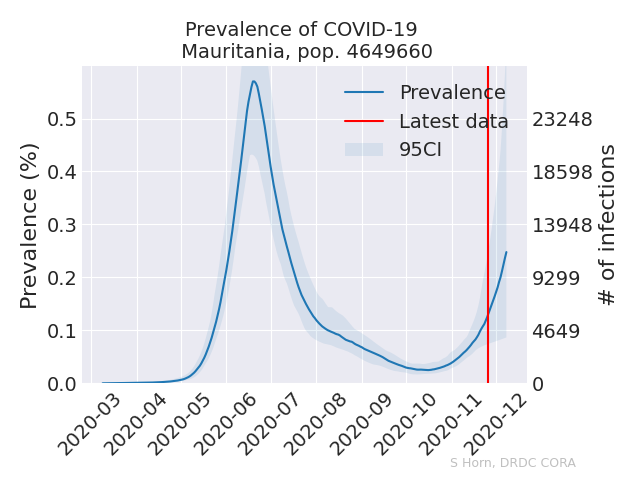 Prevalence of COVID-19
Mauritania, pop. 4649660
Prevalence
Latest data
95CI
Prevalence (%)
0.5
0.4
0.3
0.2
0.1
0.0
23248
18598
13948
9299
4649
0
# of infections
2020-03
2020-04
2020-05
2020-06
2020-07
2020-08
2020-09
2020-10
2020-11
2020-12
S Horn, DRDC CORA